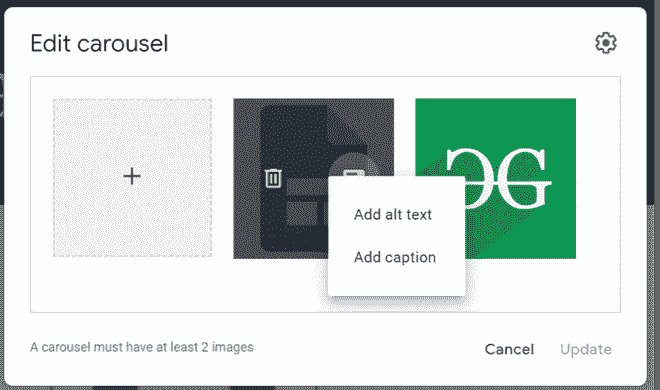 Edit carousel
Add alt text
Add caption
A carousel must have at least 2 images
Cancel
Update